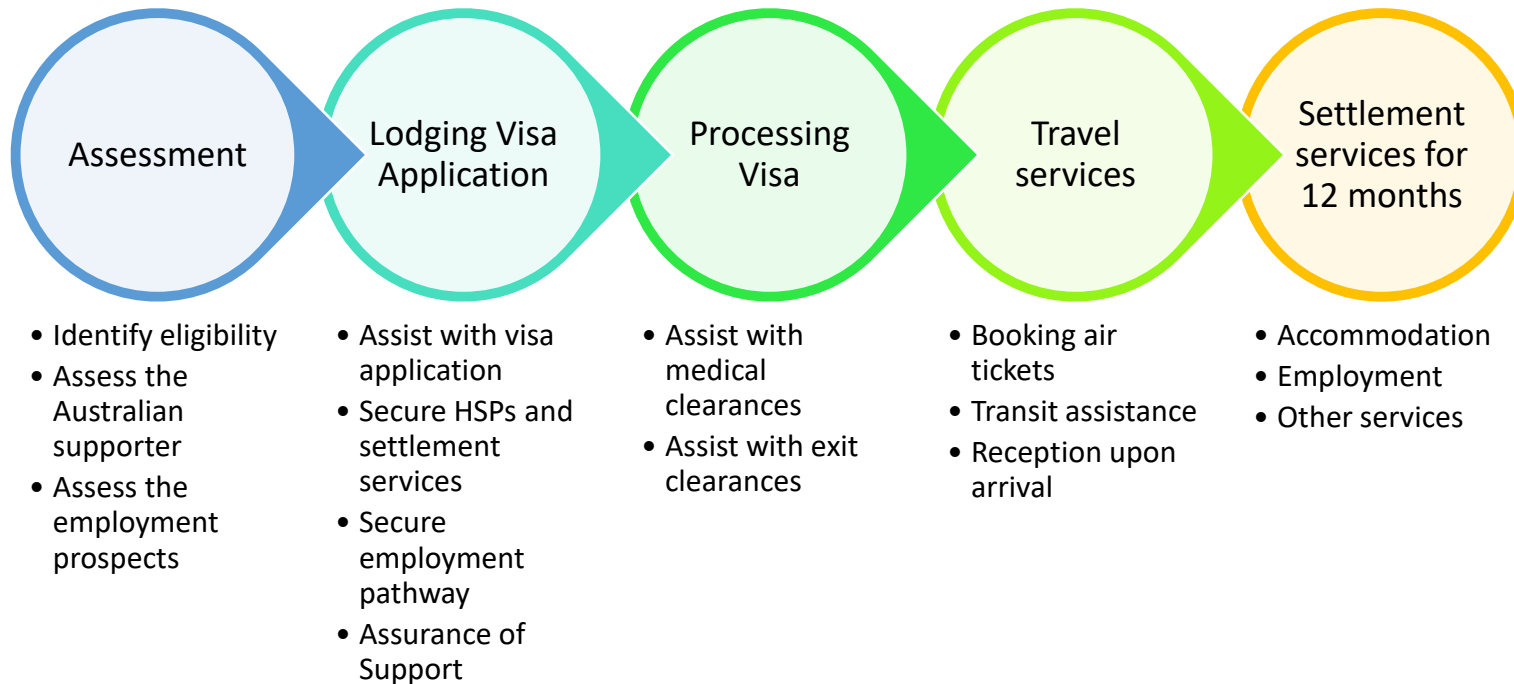 Assessment
Lodging Visa
Application
Processing
Visa
Travel
services
Settlement
services for
12 months
• Identify eligibility
• Assess the
Australian
supporter
• Assess the
employment
prospects
• Assist with visa
application
• Secure HSPs and
settlement
services
• Secure
employment
pathway
• Assurance of
Support
• Assist with
medical
clearances
• Assist with exit
clearances
• Booking air
tickets
• Transit assistance
• Reception upon
arrival
• Accommodation
• Employment
• Other services